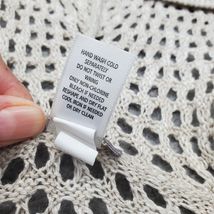 HAND WASH COLD
SEPARATELY
DO NOT TWIST OR
WRING
ONLY NON-CHLORINE
BLEACH IF NEEDED
RESHAPE AND DRY FLAT
COOL IRON IF NEEDED
OR DRY CLEAN